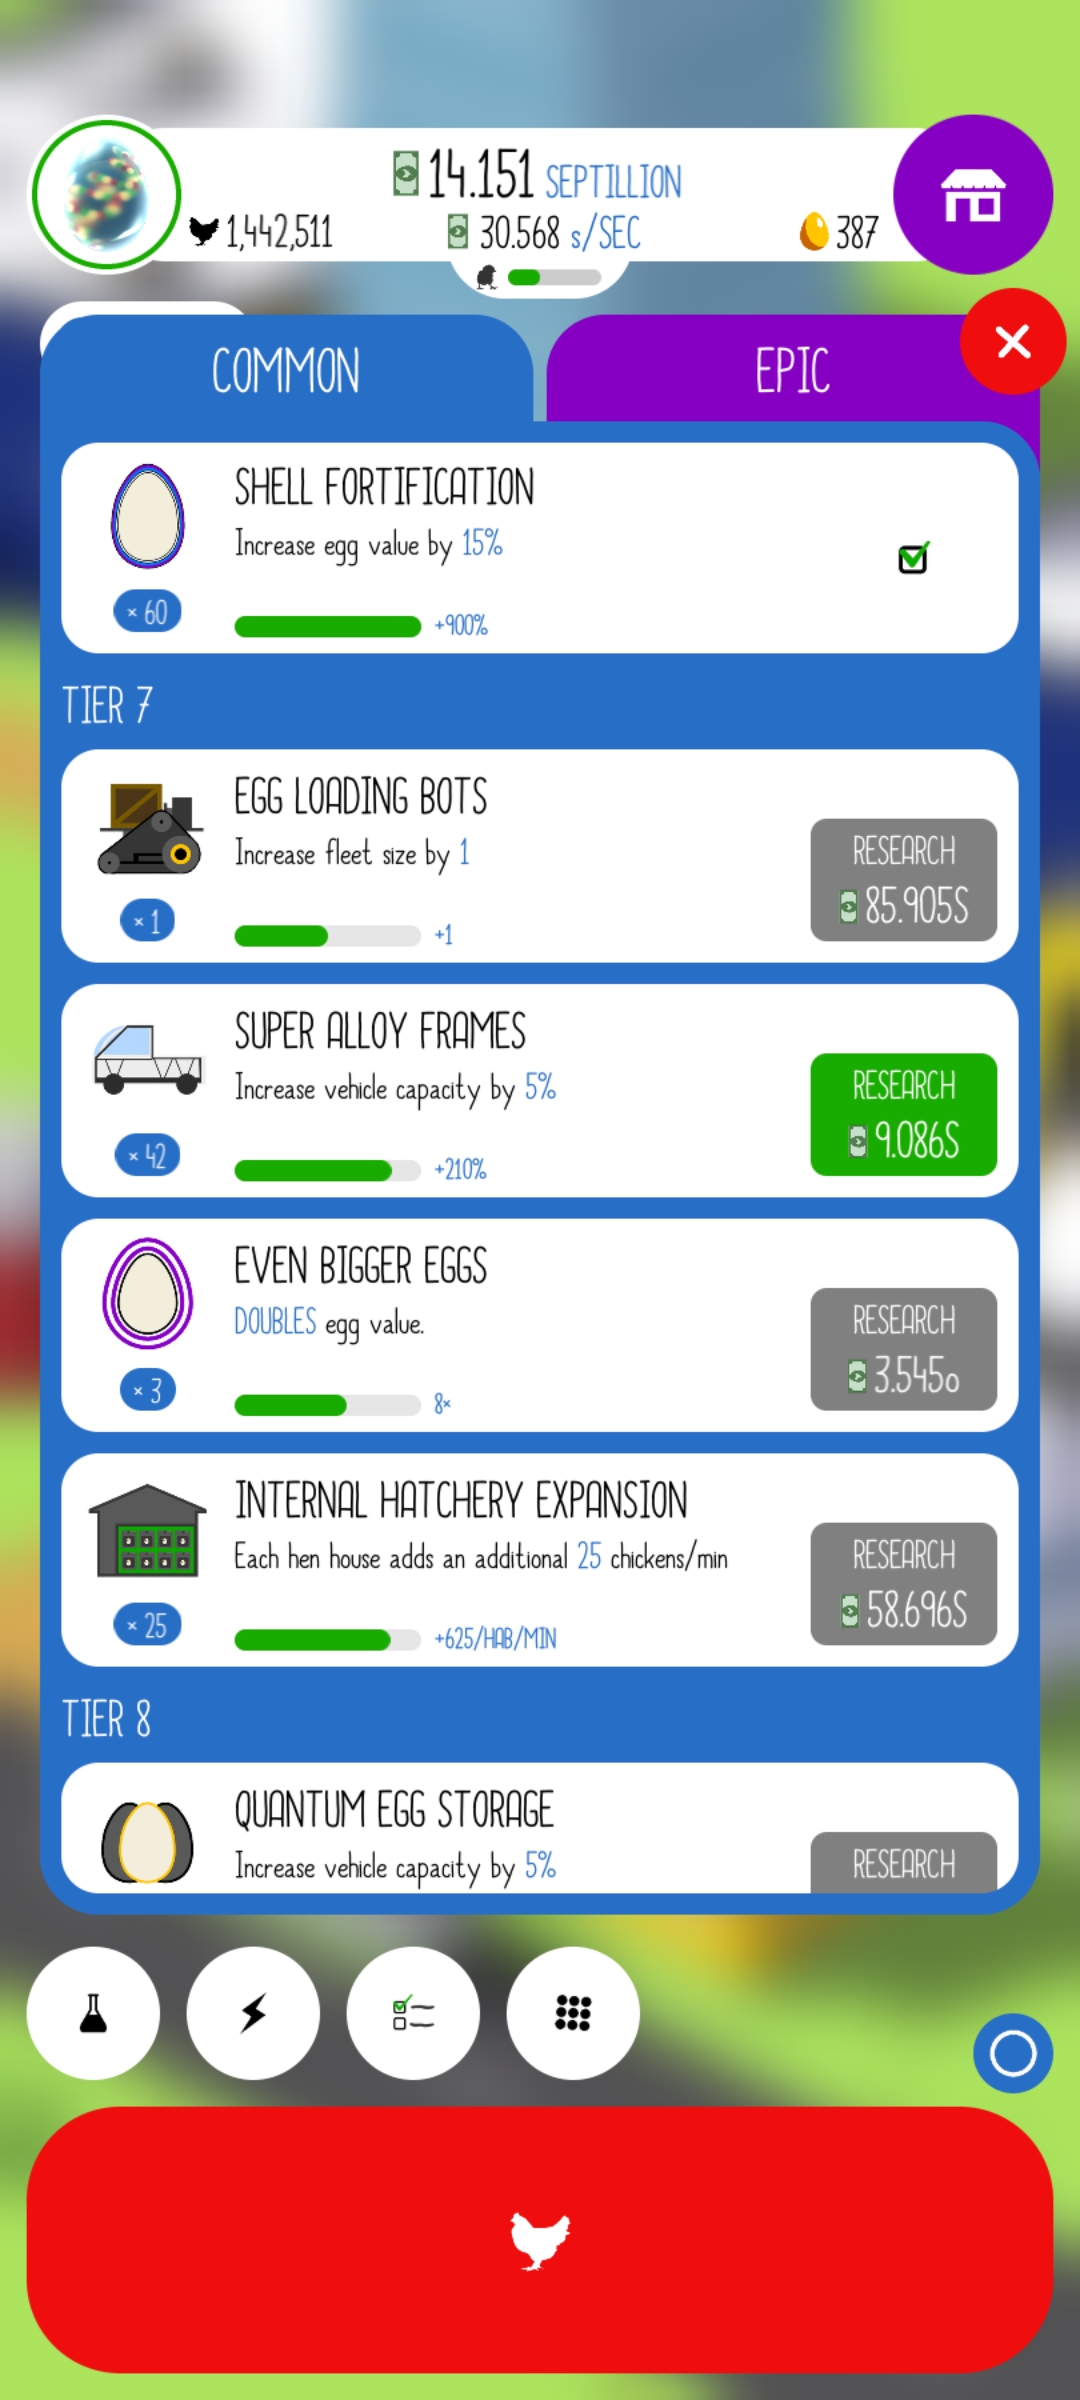 14.151 SEPTILLION
1,442,511
30.568 s/SEC
387
COMMON
EPIC
SHELL FORTIFICATION
Increase egg value by 15%
× 60
+900%
TIER 7
EGG LOADING BOTS
Increase fleet size by 1
× 1
+1
RESEARCH
85.905S
SUPER ALLOY FRAMES
Increase vehicle capacity by 5%
× 42
+210%
RESEARCH
9.086S
EVEN BIGGER EGGS
DOUBLES egg value.
× 3
8×
RESEARCH
3.545o
INTERNAL HATCHERY EXPANSION
Each hen house adds an additional 25 chickens/min
× 25
+625/HAB/MIN
RESEARCH
58.696S
TIER 8
QUANTUM EGG STORAGE
Increase vehicle capacity by 5%
RESEARCH